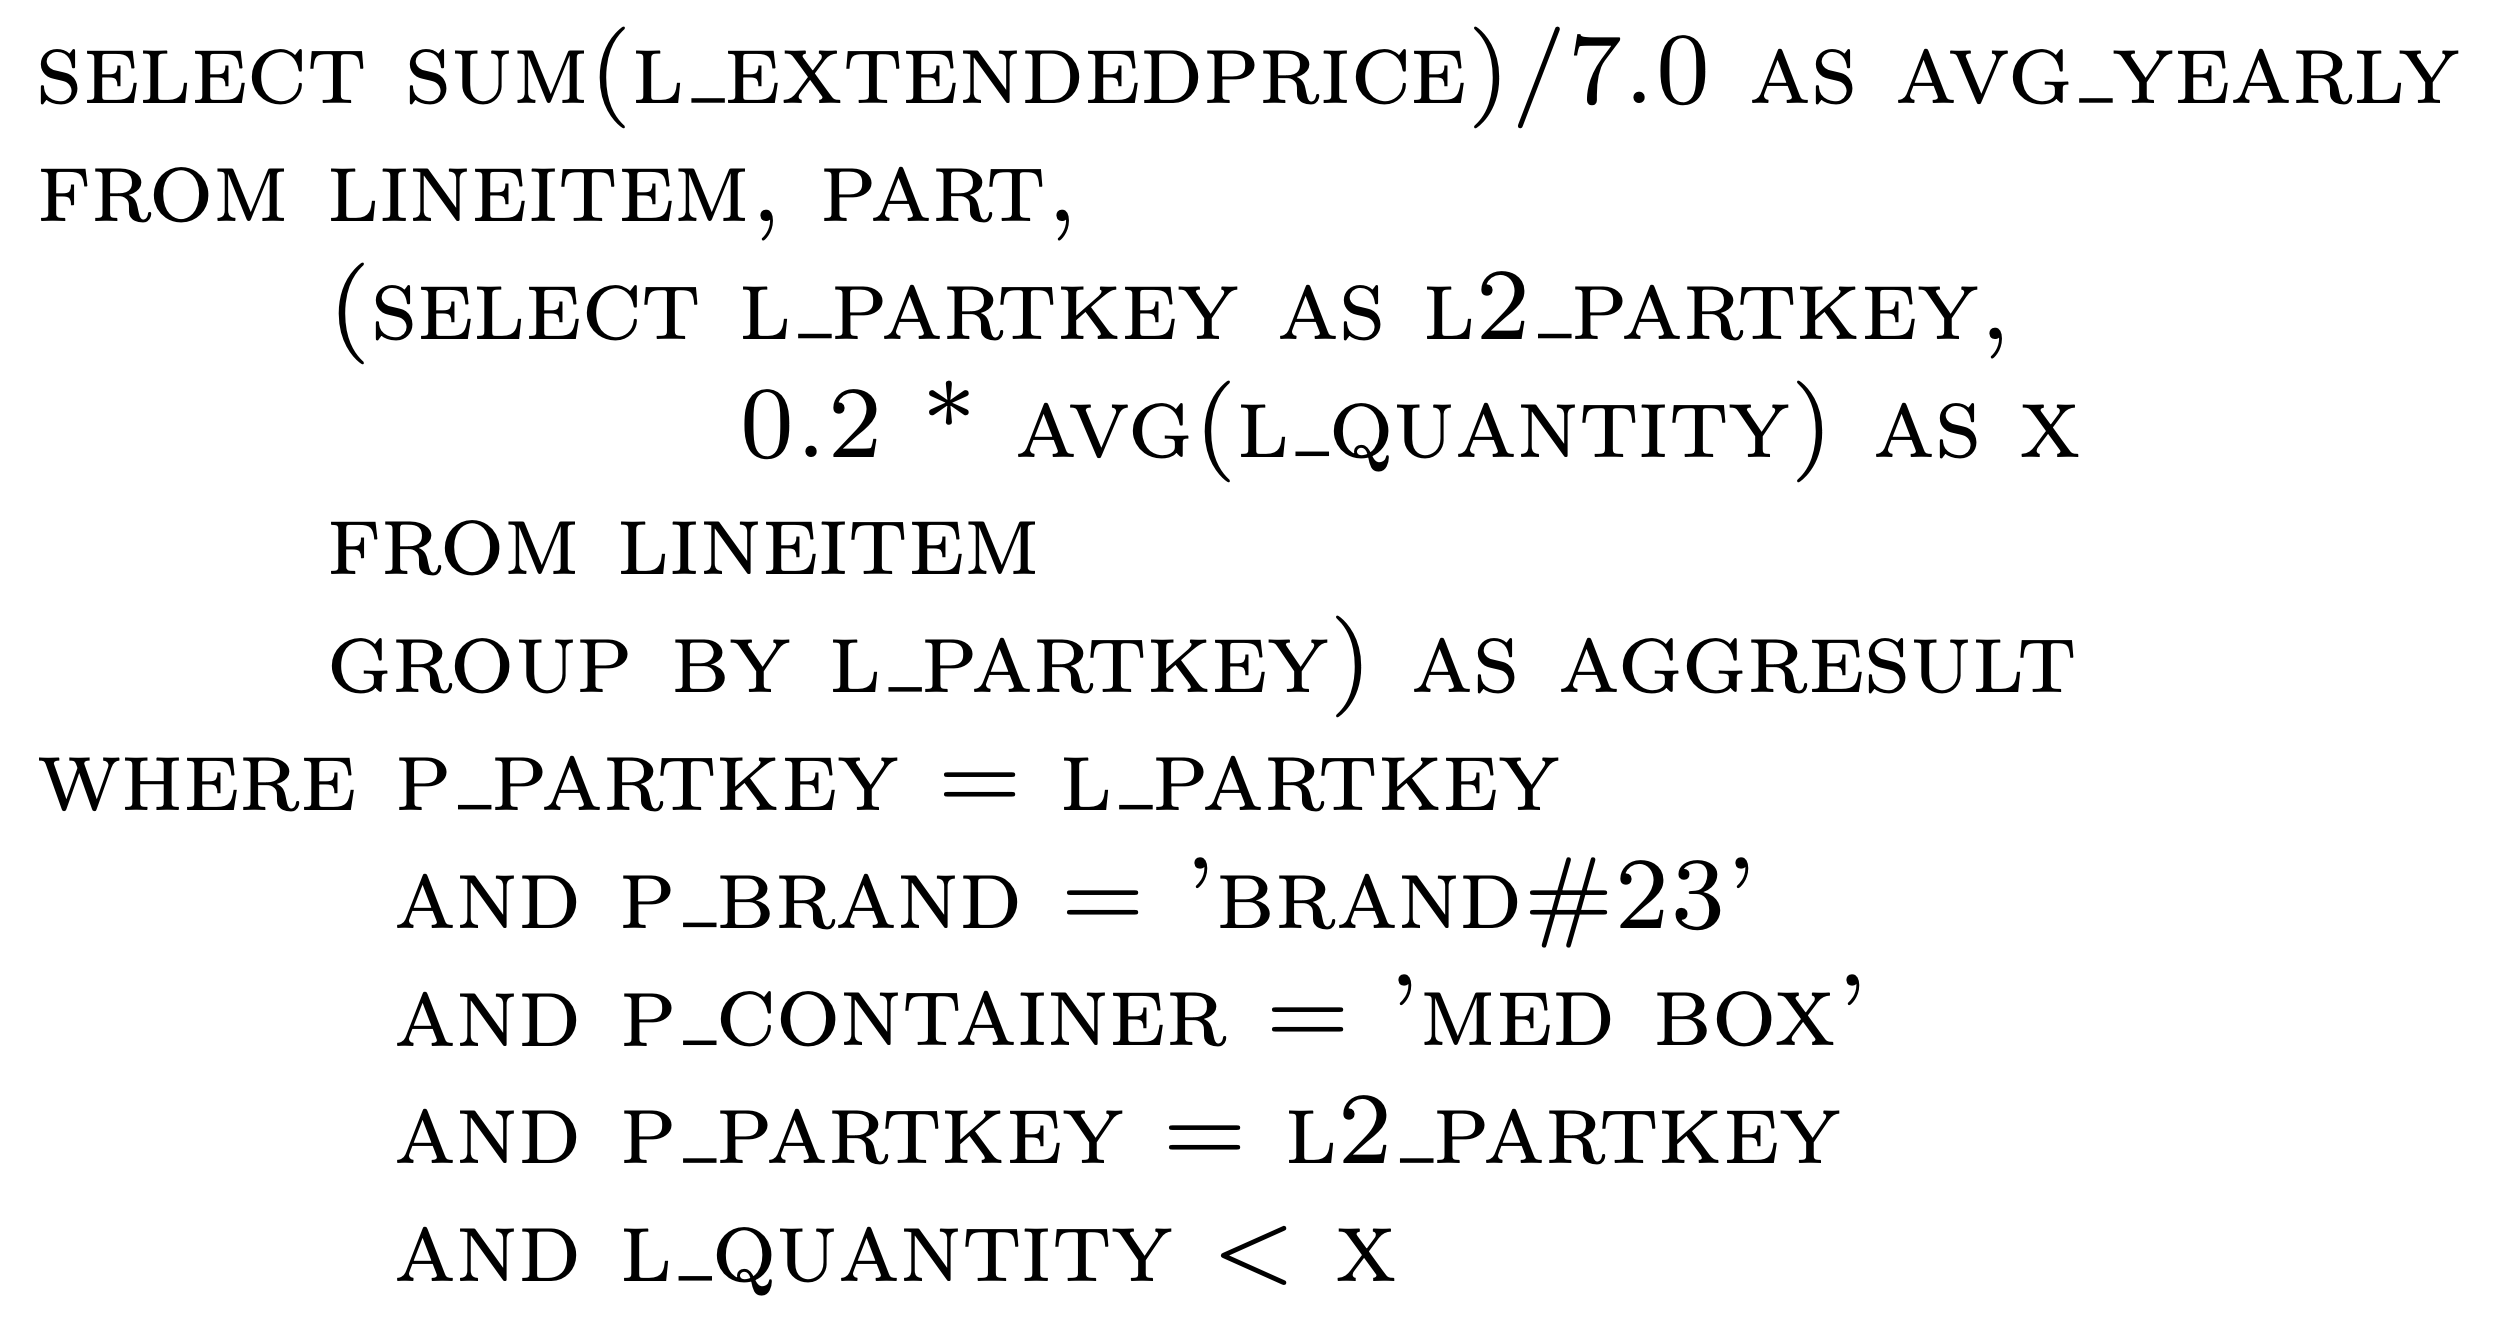 SELECT SUM(L_EXTENDEDPRICE)/7.0 AS AVG_YEARLY
FROM LINEITEM, PART,
(SELECT L_PARTKEY AS L2_PARTKEY,
0.2 * AVG(L_QUANTITY) AS X
FROM LINEITEM
GROUP BY L_PARTKEY) AS AGGRESULT
WHERE P_PARTKEY = L_PARTKEY
AND P_BRAND = ’BRAND#23’
AND P_CONTAINER = ’MED BOX’
AND P_PARTKEY = L2_PARTKEY
AND L_QUANTITY < X